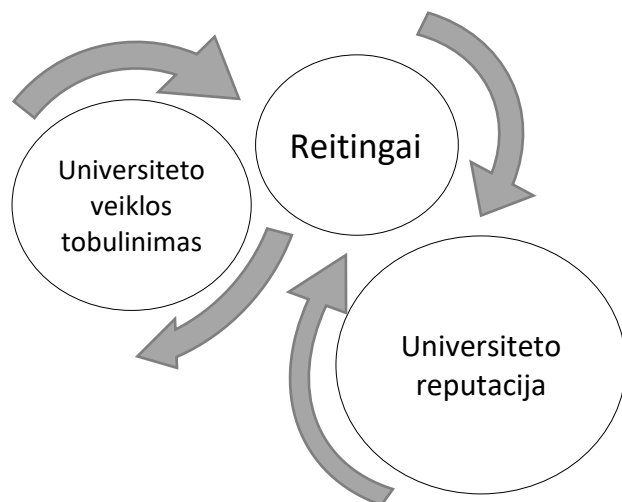 Universiteto
veiklos
tobulinimas
Reitingai
Universiteto
reputacija